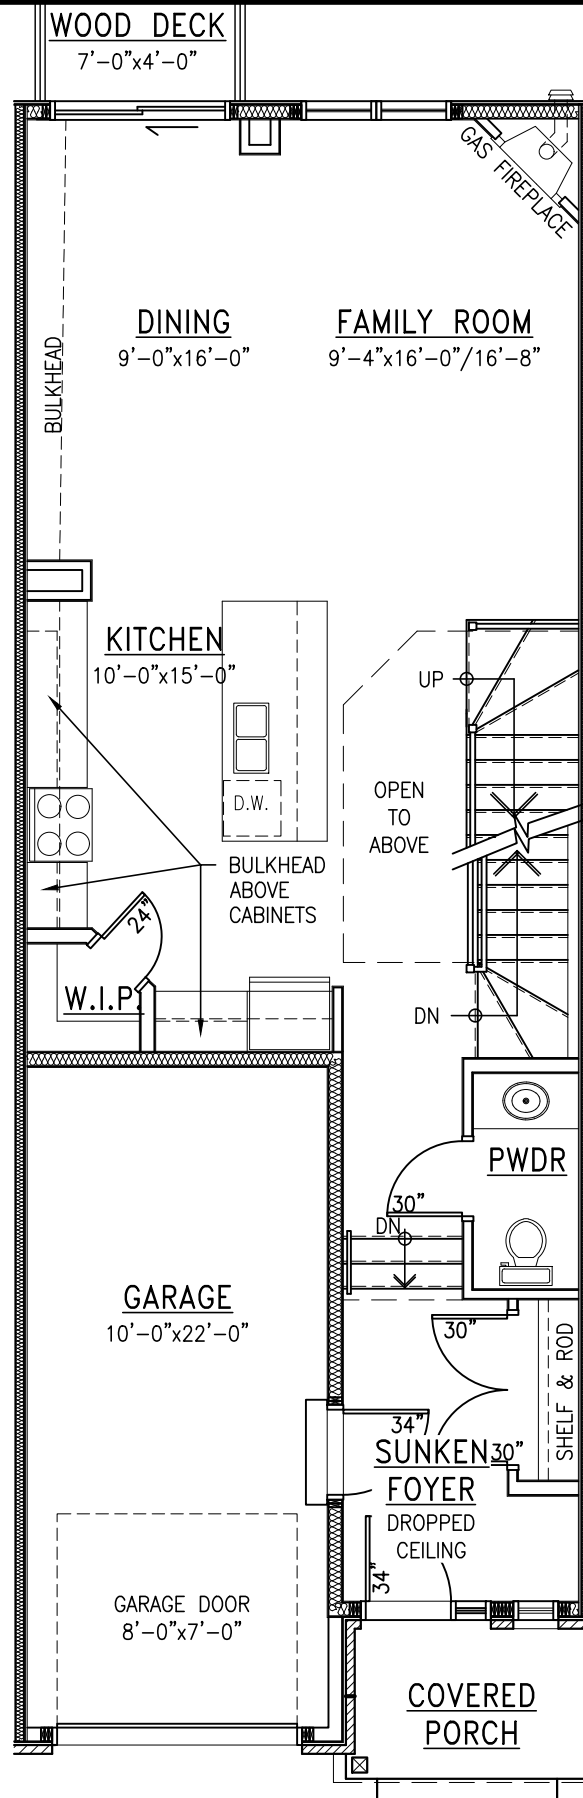 WOOD DECK
7'-0"x4'-0"
GAS FIREPLACE
DINING
9'-0"x16'-0"
FAMILY ROOM
9'-4"x16'-0"/16'-8"
BULKHEAD
KITCHEN
10'-0"x15'-0"
UP
D.W.
OPEN
TO
ABOVE
BULKHEAD
ABOVE
CABINETS
24"
W.I.P.
DN
PWDR
30"
DN
GARAGE
10'-0"x22'-0"
30"
SHELF & ROD
34"
SUNKEN
30"
FOYER
DROPPED
CEILING
34"
GARAGE DOOR
8'-0"x7'-0"
COVERED
PORCH